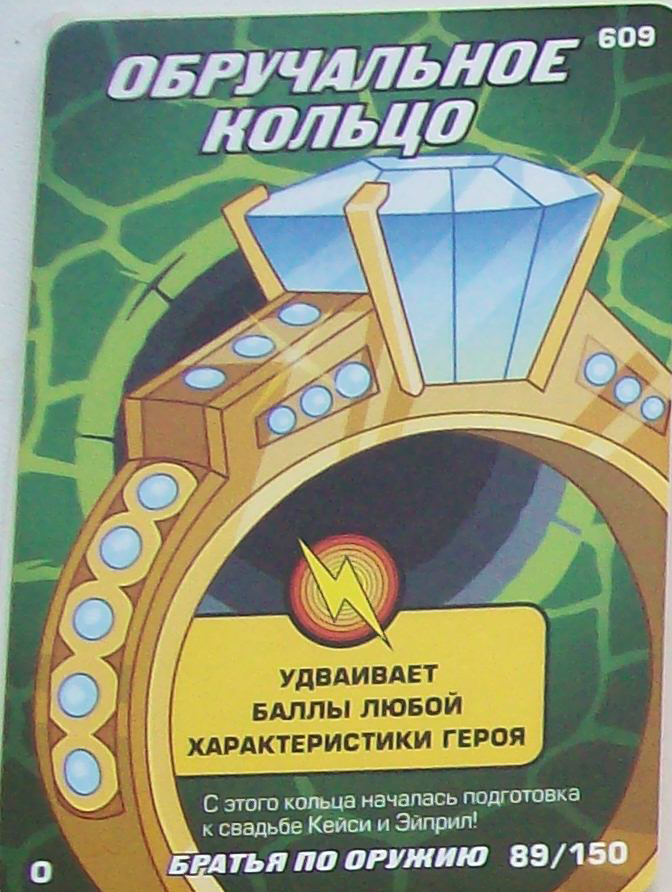 609
ОБРУЧАЛЬНОЕ
КОЛЬЦО
УДВАИВАЕТ
БАЛЛЫ ЛЮБОЙ
ХАРАКТЕРИСТИКИ ГЕРОЯ
С этого кольца началась подготовка
к свадьбе Кейси и Эйприл!
0 БРАТЬЯ ПО ОРУЖИЮ 89/150